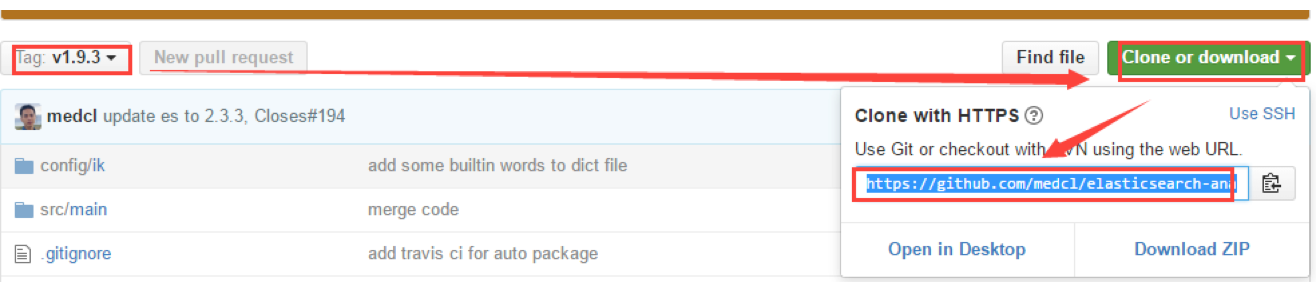 Tag: v1.9.3
New pull request
Find file
Clone or download
medcl update es to 2.3.3, Closes#194
Clone with HTTPS ?
Use SSH
Use Git or checkout with VN using the web URL.
https://github.com/medcl/elasticsearch-ana
config/ik add some builtin words to dict file
src/main merge code
.gitignore add travis ci for auto package
Open in Desktop
Download ZIP